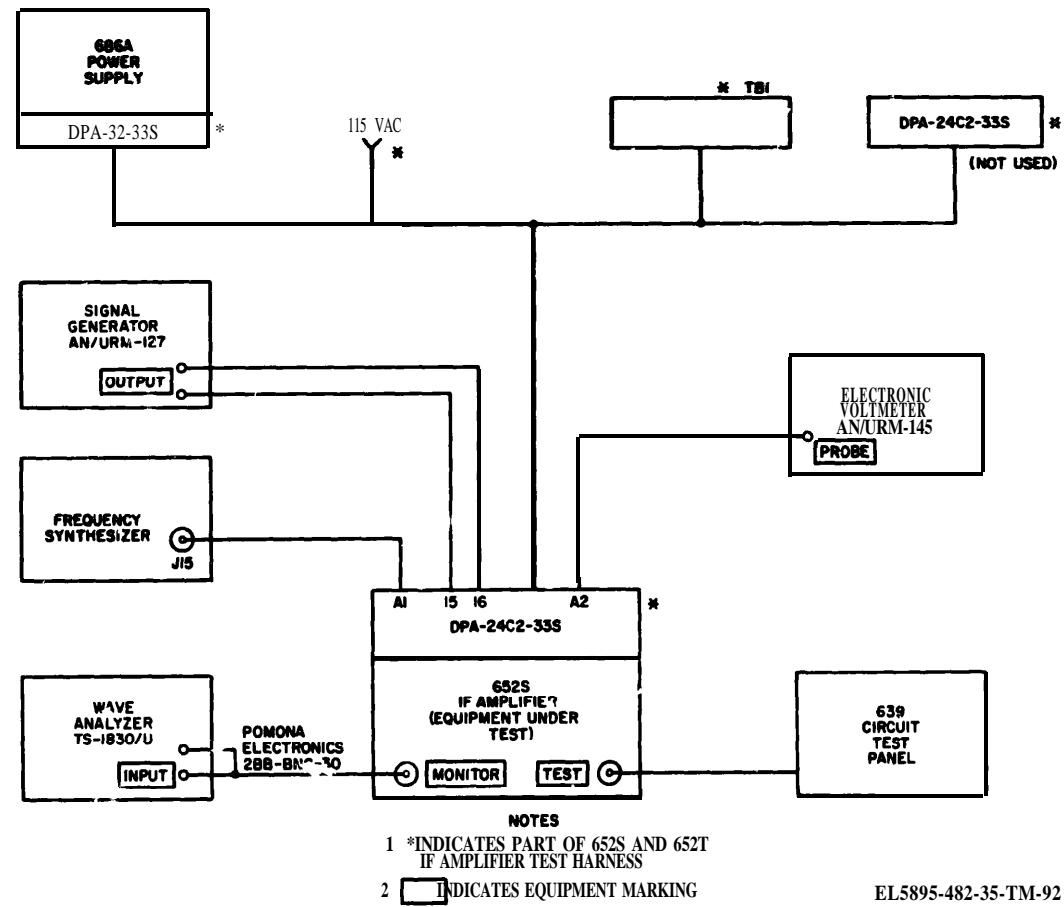 686A
POWER
SUPPLY
DPA-32-33S *
115 VAC
*
* TB1
DPA-24C2-33S *
(NOT USED)
SIGNAL
GENERATOR
AN/URM-127
OUTPUT
ELECTRONIC
VOLTMETER
AN/URM-145
PROBE
FREQUENCY
SYNTHESIZER
J15
A1 15 16 A2 *
DPA-24C2-33S
WAVE
ANALYZER
TS-1830/U
INPUT
POMONA
ELECTRONICS
2BB-BNC-30
652S
IF AMPLIFIER
(EQUIPMENT UNDER
TEST)
MONITOR TEST
639
CIRCUIT
TEST
PANEL
NOTES
1 *INDICATES PART OF 652S AND 652T
IF AMPLIFIER TEST HARNESS
2 INDICATES EQUIPMENT MARKING
EL5895-482-35-TM-92